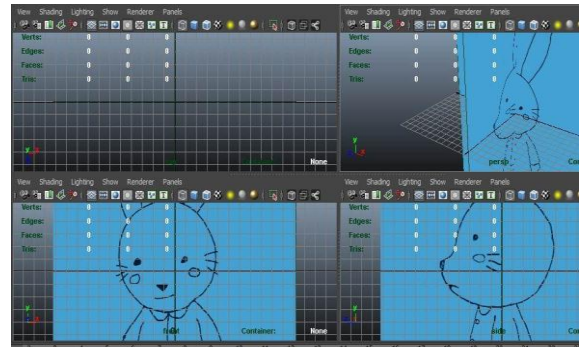 View Shading Lighting Show Renderer Panels
Verts: 0 0 0
Edges: 0 0 0
Faces: 0 0 0
Tris: 0 0 0
None
View Shading Lighting Show Renderer Panels
Verts: 0 0 0
Edges: 0 0 0
Faces: 0 0 0
Tris: 0 0 0
persp
Co
View Shading Lighting Show Renderer Panels
Verts: 0 0 0
Edges: 0 0 0
Faces: 0 0 0
Tris: 0 0 0
front Container: None
View Shading Lighting Show Renderer Panels
Verts: 0 0 0
Edges: 0 0 0
Faces: 0 0 0
Tris: 0 0 0
side Co